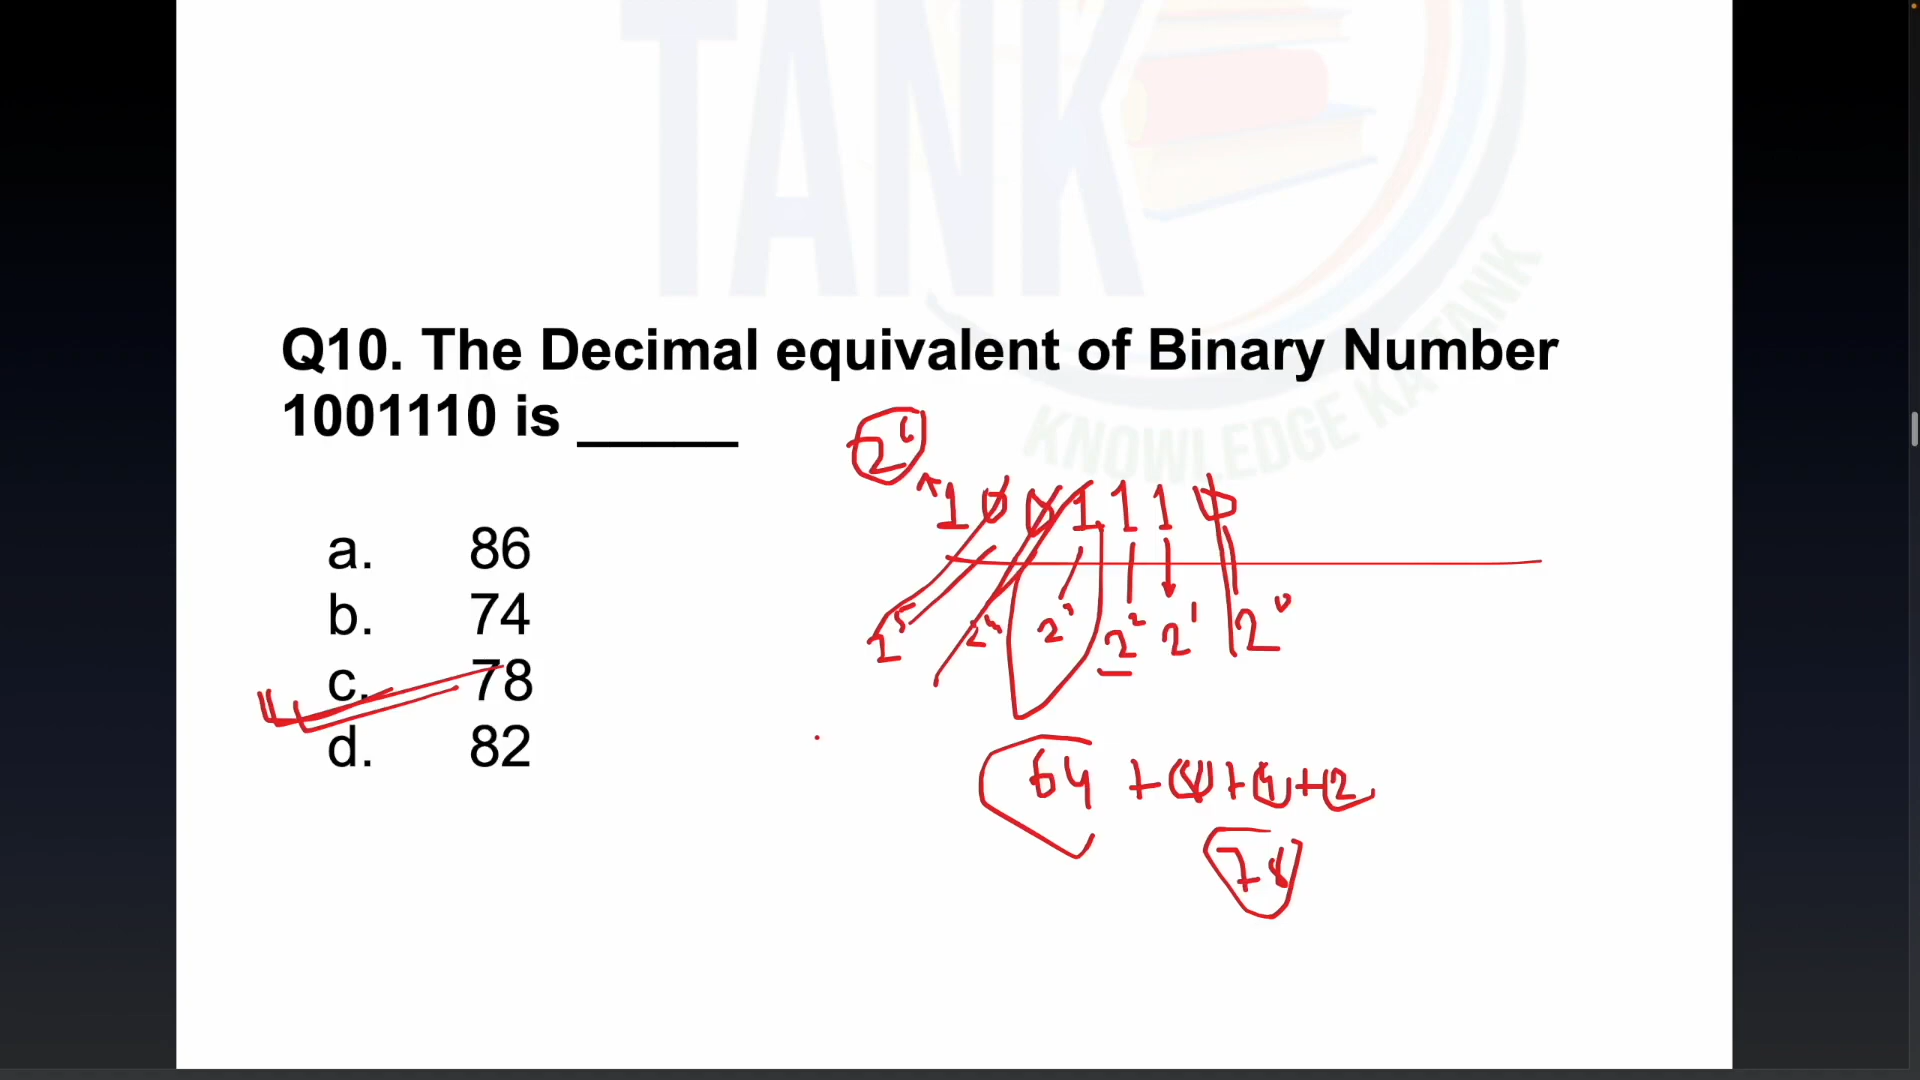 TANK
KNOWLEDGE KA TANK
Q10. The Decimal equivalent of Binary Number
1001110 is ______
a. 86
b. 74
c. 78
d. 82
2⁶
1 0 0 1 1 1 0
2⁵ 2⁴ 2³ 2² 2¹ 2⁰
64 + 8 + 4 + 2
78